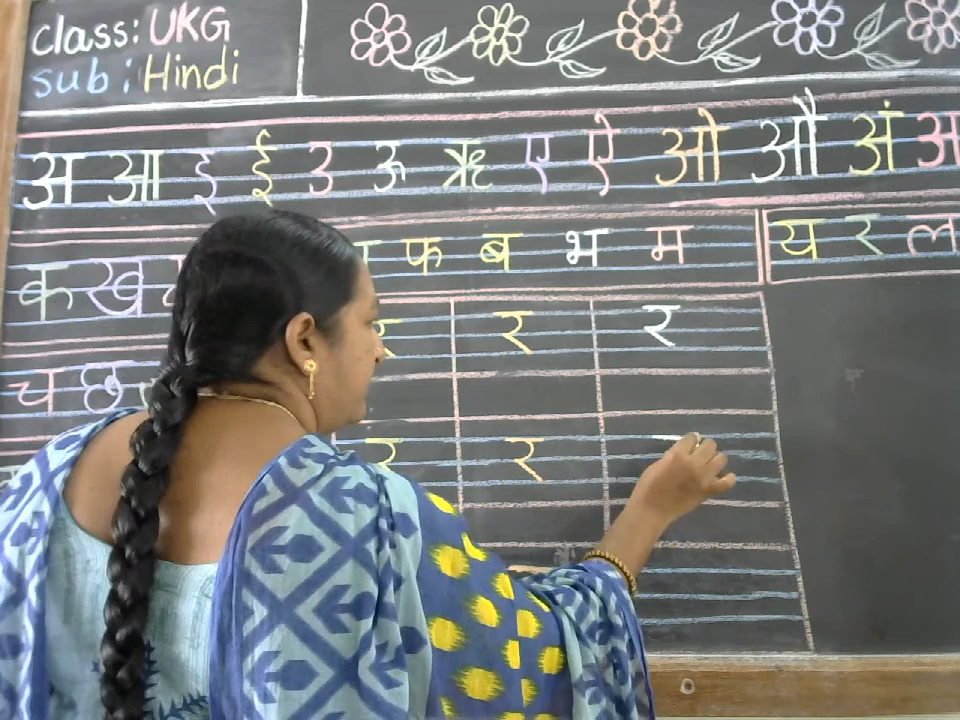 class: UKG
sub: Hindi
अ आ इ ई उ ऊ ऋ ए ऐ ओ औ अं अ
क ख फ ब भ म य र ल
र र र
च छ
र र